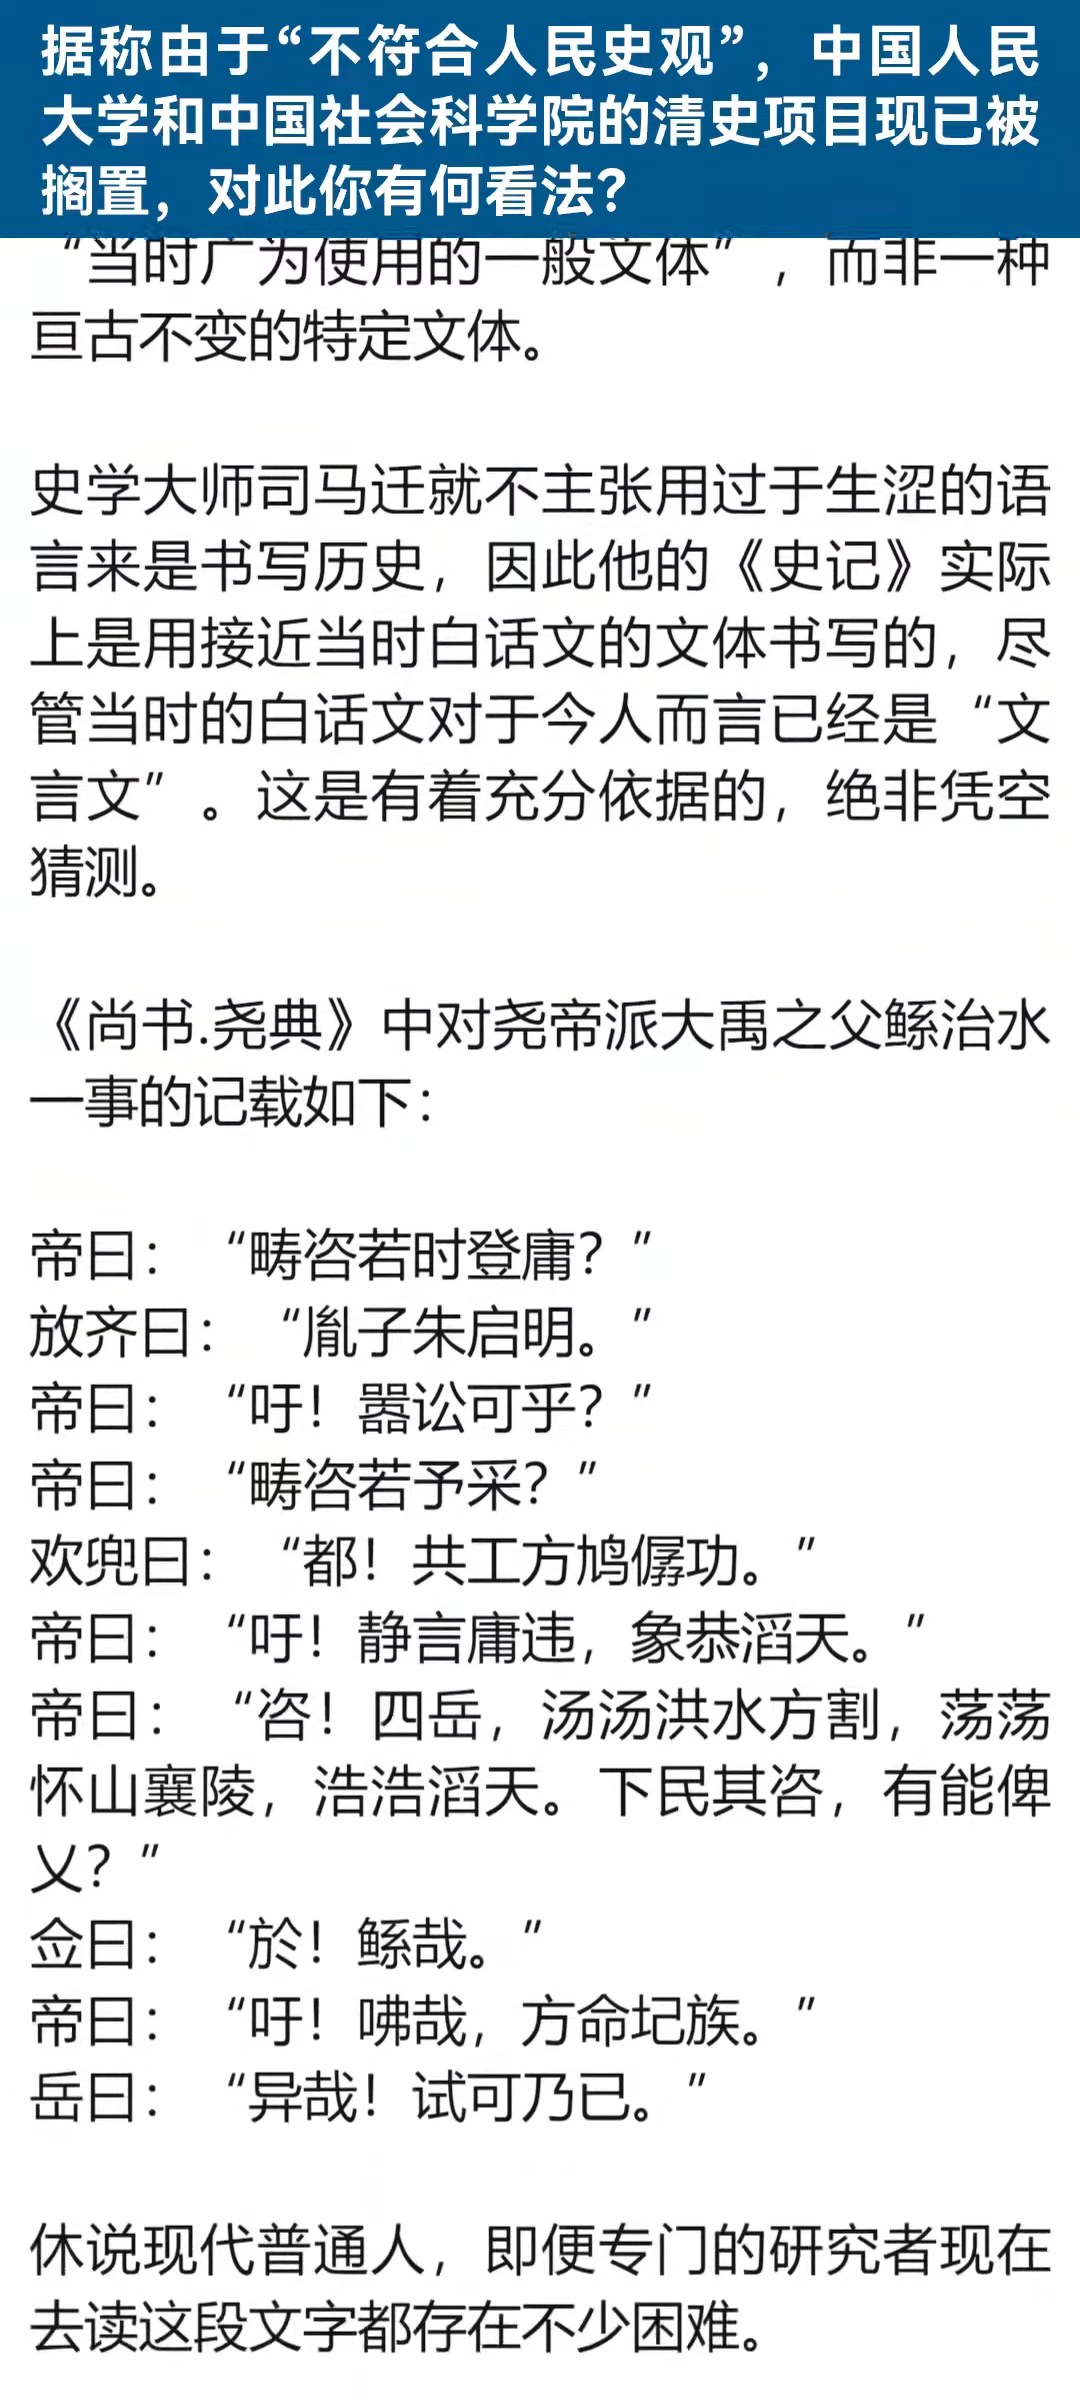 据称由于“不符合人民史观”，中国人民
大学和中国社会科学院的清史项目现已被
搁置，对此你有何看法？
“当时广为使用的一般文体”，而非一种
亘古不变的特定文体。
史学大师司马迁就不主张用过于生涩的语
言来是书写历史，因此他的《史记》实际
上是用接近当时白话文的文体书写的，尽
管当时的白话文对于今人而言已经是“文
言文”。这是有着充分依据的，绝非凭空
猜测。
《尚书.尧典》中对尧帝派大禹之父鲧治水
一事的记载如下：
帝曰：“畴咨若时登庸？”
放齐曰：“胤子朱启明。”
帝曰：“吁！嚣讼可乎？”
帝曰：“畴咨若予采？”
欢兜曰：“都！共工方鸠僝功。”
帝曰：“吁！静言庸违，象恭滔天。”
帝曰：“咨！四岳，汤汤洪水方割，荡荡
怀山襄陵，浩浩滔天。下民其咨，有能俾
乂？”
佥曰：“於！鲧哉。”
帝曰：“吁！咈哉，方命圮族。”
岳曰：“异哉！试可乃已。”
休说现代普通人，即便专门的研究者现在
去读这段文字都存在不少困难。